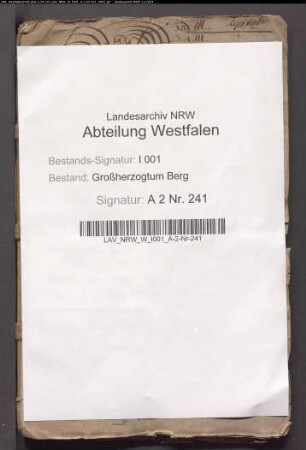 Landesarchiv NRW
Abteilung Westfalen
Bestands-Signatur: I 001
Bestand: Großherzogtum Berg
Signatur: A 2 Nr. 241
LAV_NRW_W_I001_A-2-Nr-241